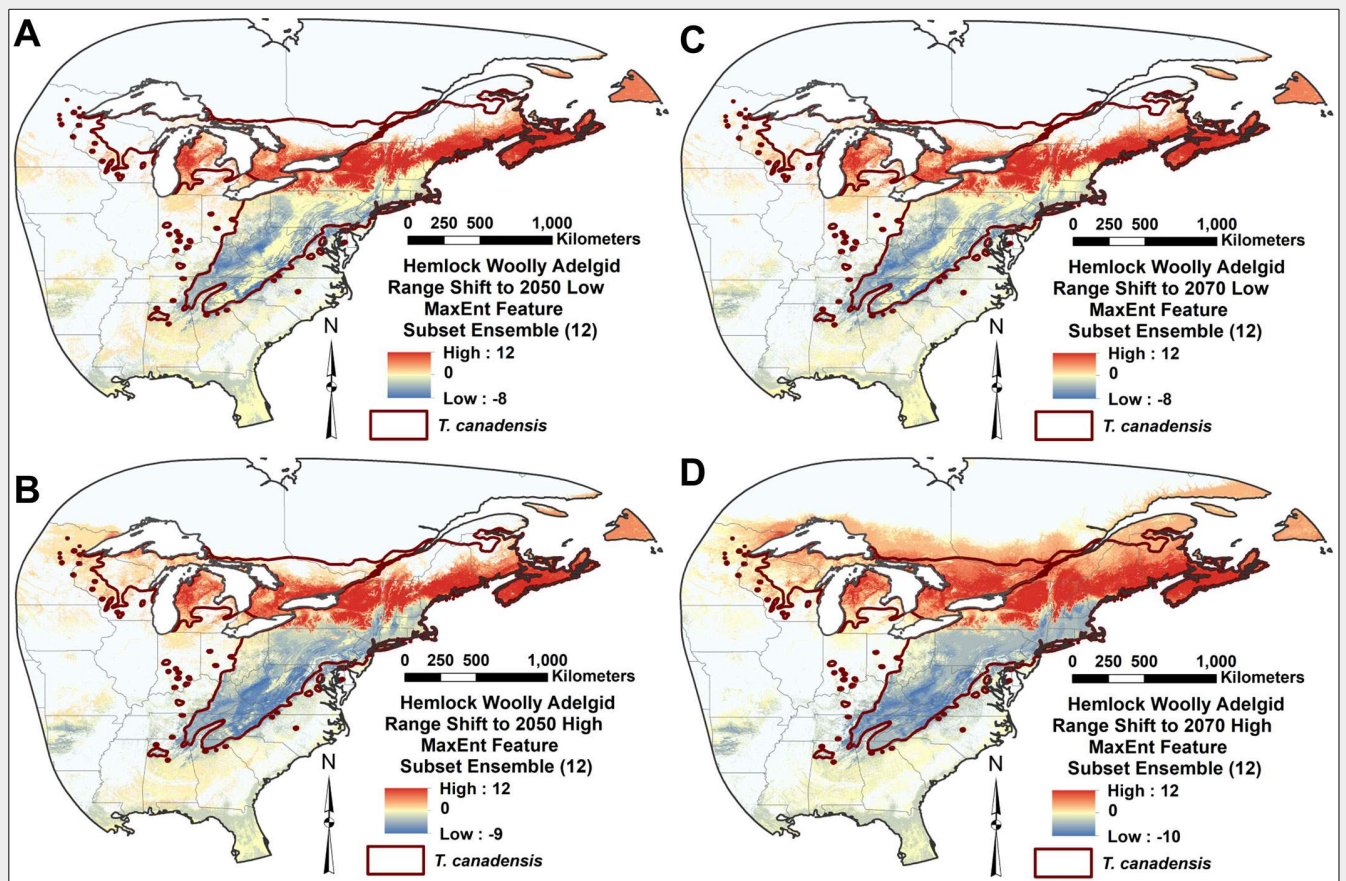 A
0 250 500 1,000
Kilometers
Hemlock Woolly Adelgid
Range Shift to 2050 Low
MaxEnt Feature
Subset Ensemble (12)
N
High : 12
0
Low : -8
T. canadensis
C
0 250 500 1,000
Kilometers
Hemlock Woolly Adelgid
Range Shift to 2070 Low
MaxEnt Feature
Subset Ensemble (12)
N
High : 12
0
Low : -8
T. canadensis
B
0 250 500 1,000
Kilometers
Hemlock Woolly Adelgid
Range Shift to 2050 High
MaxEnt Feature
Subset Ensemble (12)
N
High : 12
0
Low : -9
T. canadensis
D
0 250 500 1,000
Kilometers
Hemlock Woolly Adelgid
Range Shift to 2070 High
MaxEnt Feature
Subset Ensemble (12)
N
High : 12
0
Low : -10
T. canadensis